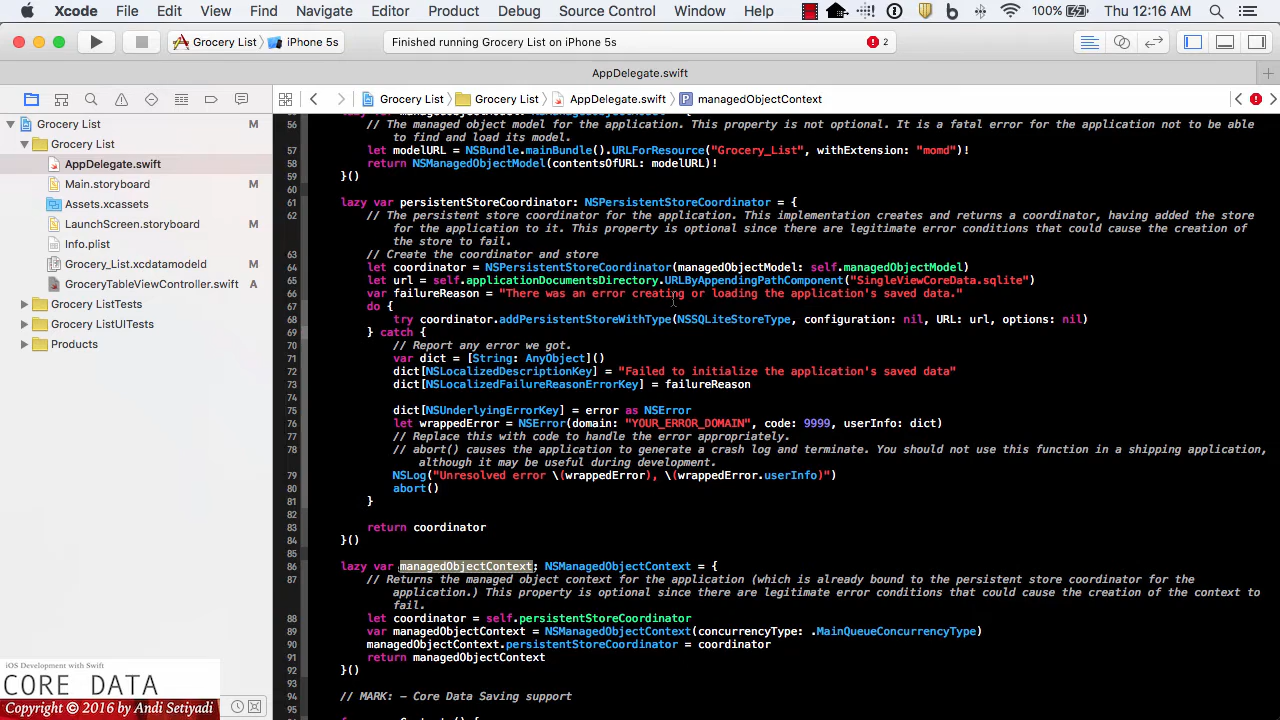 Xcode File Edit View Find Navigate Editor Product Debug Source Control Window Help 100% Thu 12:16 AM
Grocery List iPhone 5s Finished running Grocery List on iPhone 5s 2
AppDelegate.swift
Grocery List Grocery List AppDelegate.swift P managedObjectContext
Grocery List M
Grocery List
AppDelegate.swift
Main.storyboard M
Assets.xcassets
LaunchScreen.storyboard M
Info.plist
Grocery_List.xcdatamodeld M
GroceryTableViewController.swift A
Grocery ListTests
Grocery ListUITests
Products
56 // The managed object model for the application. This property is not optional. It is a fatal error for the application not to be able
to find and load its model.
57 let modelURL = NSBundle.mainBundle().URLForResource("Grocery_List", withExtension: "momd")!
58 return NSManagedObjectModel(contentsOfURL: modelURL)!
59 }()
60
61 lazy var persistentStoreCoordinator: NSPersistentStoreCoordinator = {
62 // The persistent store coordinator for the application. This implementation creates and returns a coordinator, having added the store
for the application to it. This property is optional since there are legitimate error conditions that could cause the creation of
the store to fail.
63 // Create the coordinator and store
64 let coordinator = NSPersistentStoreCoordinator(managedObjectModel: self.managedObjectModel)
65 let url = self.applicationDocumentsDirectory.URLByAppendingPathComponent("SingleViewCoreData.sqlite")
66 var failureReason = "There was an error creating or loading the application's saved data."
67 do {
68 try coordinator.addPersistentStoreWithType(NSSQLiteStoreType, configuration: nil, URL: url, options: nil)
69 } catch {
70 // Report any error we got.
71 var dict = [String: AnyObject]()
72 dict[NSLocalizedDescriptionKey] = "Failed to initialize the application's saved data"
73 dict[NSLocalizedFailureReasonErrorKey] = failureReason
74
75 dict[NSUnderlyingErrorKey] = error as NSError
76 let wrappedError = NSError(domain: "YOUR_ERROR_DOMAIN", code: 9999, userInfo: dict)
77 // Replace this with code to handle the error appropriately.
78 // abort() causes the application to generate a crash log and terminate. You should not use this function in a shipping application,
although it may be useful during development.
79 NSLog("Unresolved error \(wrappedError), \(wrappedError.userInfo)")
80 abort()
81 }
82
83 return coordinator
84 }()
85
86 lazy var managedObjectContext: NSManagedObjectContext = {
87 // Returns the managed object context for the application (which is already bound to the persistent store coordinator for the
application.) This property is optional since there are legitimate error conditions that could cause the creation of the context to
fail.
88 let coordinator = self.persistentStoreCoordinator
89 var managedObjectContext = NSManagedObjectContext(concurrencyType: .MainQueueConcurrencyType)
90 managedObjectContext.persistentStoreCoordinator = coordinator
91 return managedObjectContext
92 }()
93
94 // MARK: - Core Data Saving support
95
iOS Development with Swift
CORE DATA
Copyright © 2016 by Andi Setiyadi